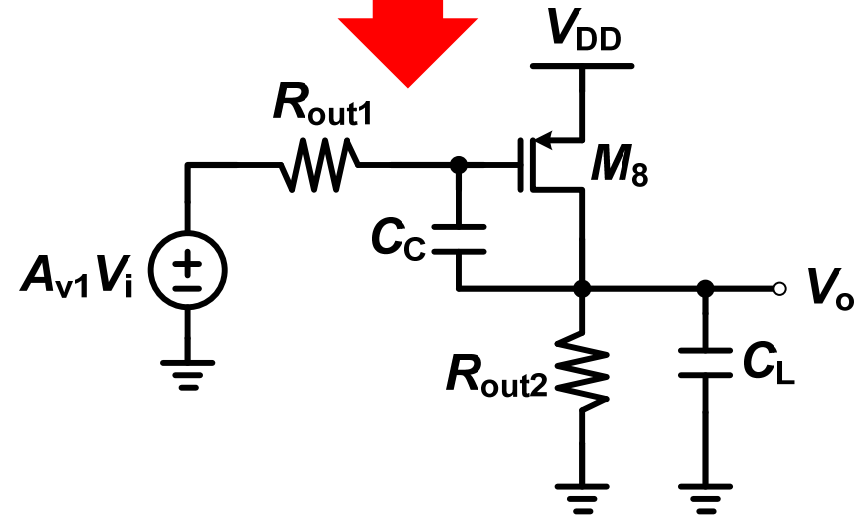 VDD
Rout1
M8
CC
Av1Vi
+
−
Vo
Rout2
CL